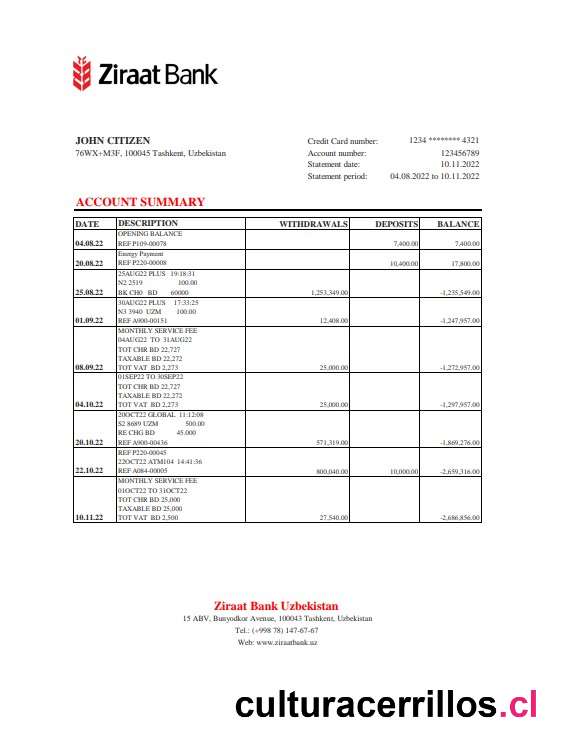 Ziraat Bank
JOHN CITIZEN
76WX+M3F, 100045 Tashkent, Uzbekistan
Credit Card number: 1234 ******** 4321
Account number: 123456789
Statement date: 10.11.2022
Statement period: 04.08.2022 to 10.11.2022
ACCOUNT SUMMARY
DATE DESCRIPTION WITHDRAWALS DEPOSITS BALANCE
OPENING BALANCE
04.08.22 REF P109-00078 7,400.00 7,400.00
Energy Payment
20.08.22 REF P220-00008 10,400.00 17,800.00
25AUG22 PLUS 19:18:31
N2 2519 100.00
25.08.22 BK CH0 BD 60000 1,253,349.00 -1,235,549.00
30AUG22 PLUS 17:33:25
N3 3940 UZM 100.00
01.09.22 REF A900-00151 12,408.00 -1,247,957.00
MONTHLY SERVICE FEE
04AUG22 TO 31AUG22
TOT CHR BD 22,727
TAXABLE BD 22,272
08.09.22 TOT VAT BD 2,273 25,000.00 -1,272,957.00
01SEP22 TO 30SEP22
TOT CHR BD 22,727
TAXABLE BD 22,272
04.10.22 TOT VAT BD 2,273 25,000.00 -1,297,957.00
20OCT22 GLOBAL 11:12:08
S2 8689 UZM 500.00
RE CHG BD 45.000
20.10.22 REF A900-00436 571,319.00 -1,869,276.00
REF P220-00045
22OCT22 ATM104 14:41:36
22.10.22 REF A084-00005 800,040.00 10,000.00 -2,659,316.00
MONTHLY SERVICE FEE
01OCT22 TO 31OCT22
TOT CHR BD 25,000
TAXABLE BD 25,000
10.11.22 TOT VAT BD 2,500 27,540.00 -2,686,856.00
Ziraat Bank Uzbekistan
15 ABV, Bunyodkor Avenue, 100043 Tashkent, Uzbekistan
Tel.: (+998 78) 147-67-67
Web: www.ziraatbank.uz
culturacerrillos.cl